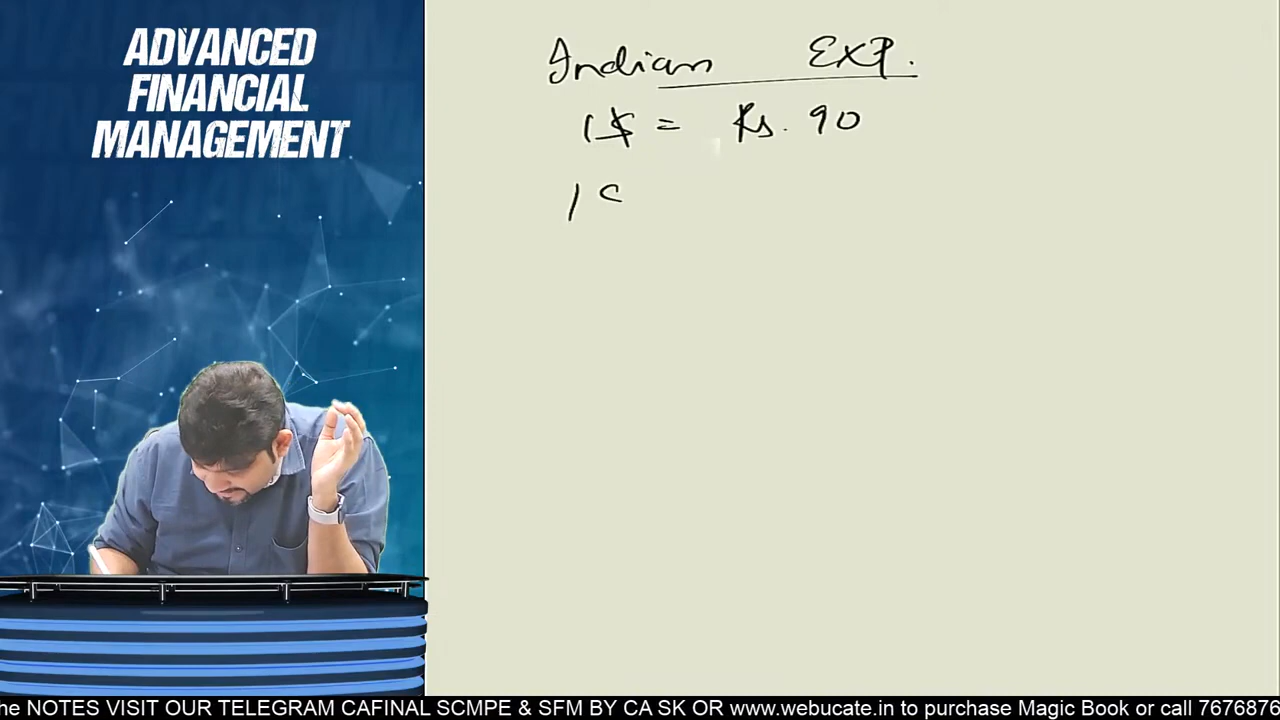 ADVANCED
FINANCIAL
MANAGEMENT
Indian EXP.
1$ = Rs. 90
1
he NOTES VISIT OUR TELEGRAM CAFINAL SCMPE & SFM BY CA SK OR www.webucate.in to purchase Magic Book or call 7676876